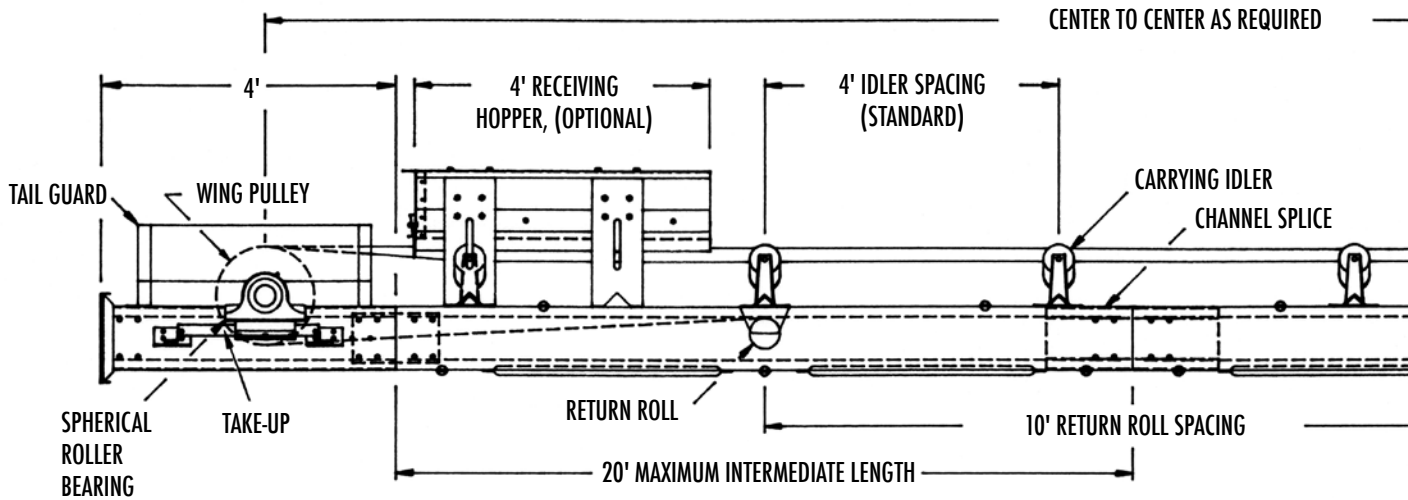 CENTER TO CENTER AS REQUIRED
4'
4' RECEIVING
HOPPER, (OPTIONAL)
4' IDLER SPACING
(STANDARD)
TAIL GUARD
WING PULLEY
CARRYING IDLER
CHANNEL SPLICE
SPHERICAL
ROLLER
BEARING
TAKE-UP
RETURN ROLL
10' RETURN ROLL SPACING
20' MAXIMUM INTERMEDIATE LENGTH